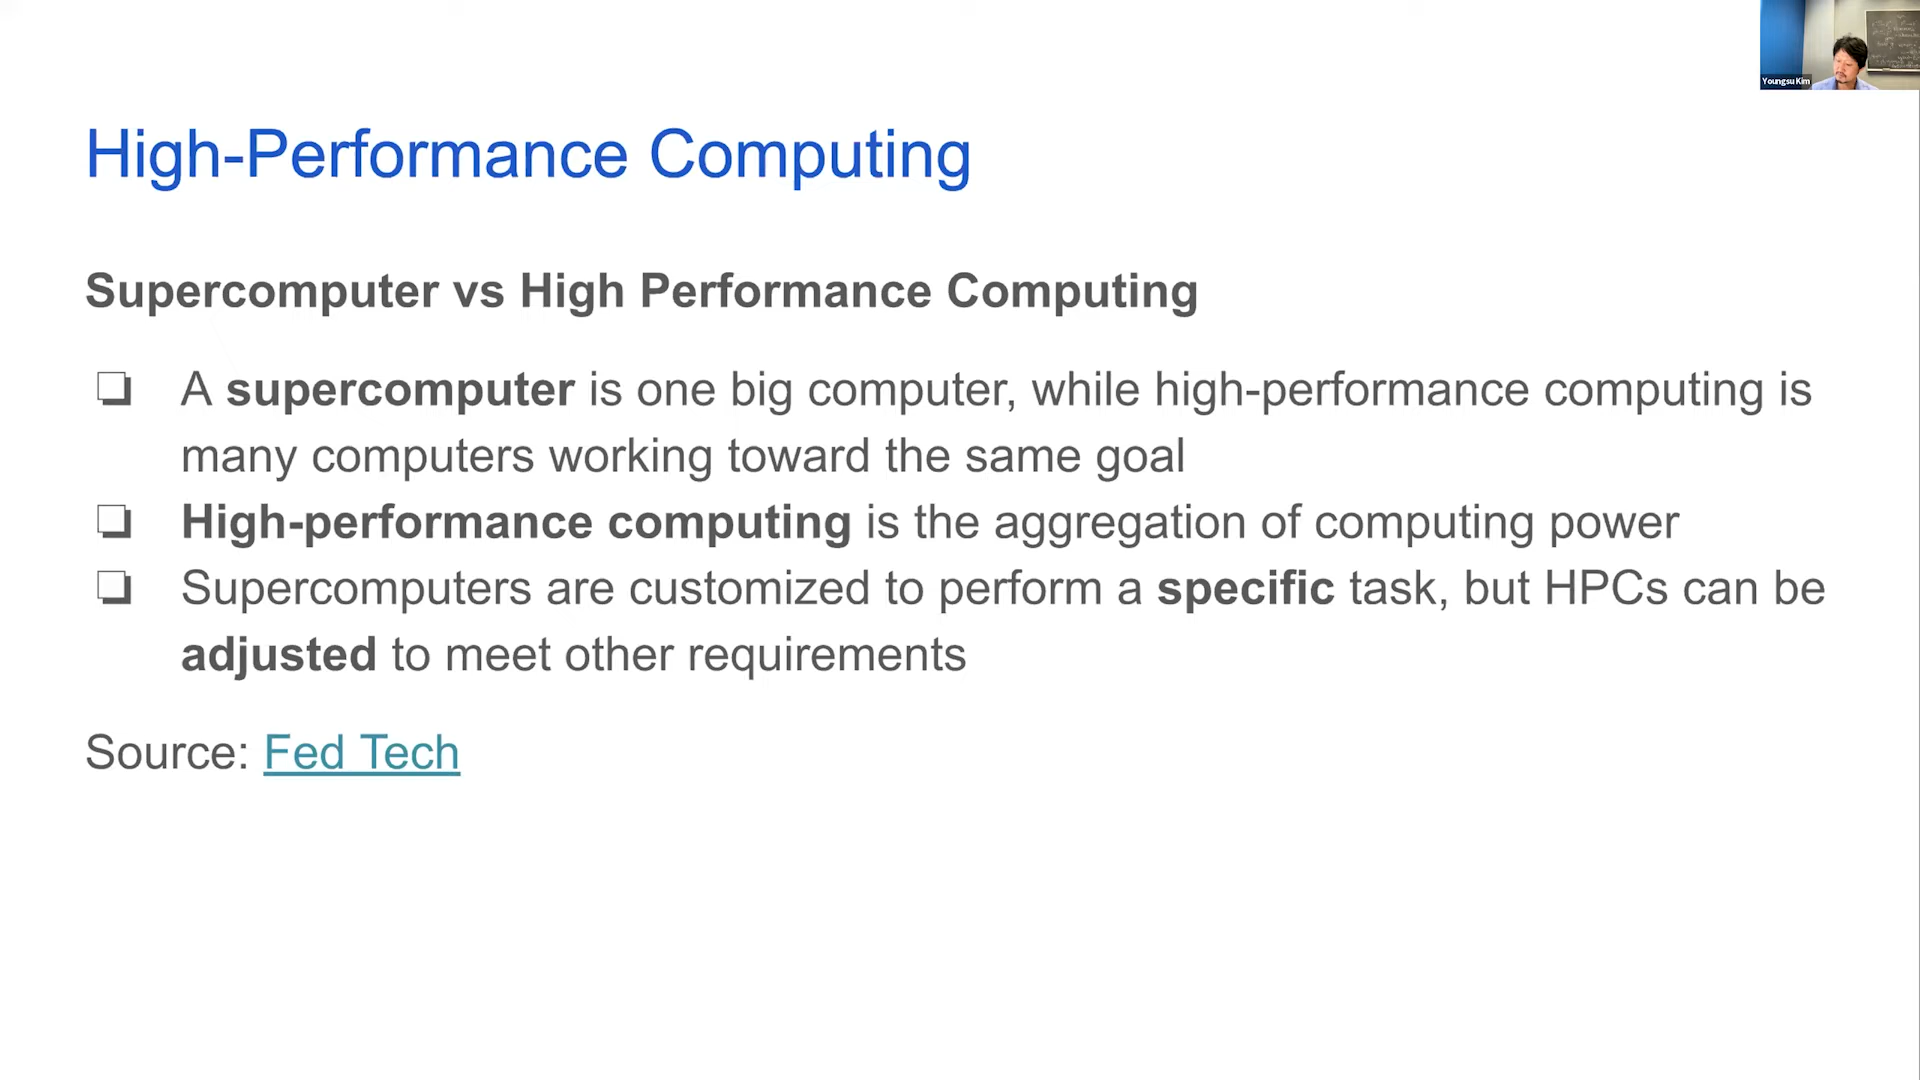 Youngsu Kim
High-Performance Computing
Supercomputer vs High Performance Computing
❏ A supercomputer is one big computer, while high-performance computing is
many computers working toward the same goal
❏ High-performance computing is the aggregation of computing power
❏ Supercomputers are customized to perform a specific task, but HPCs can be
adjusted to meet other requirements
Source: Fed Tech